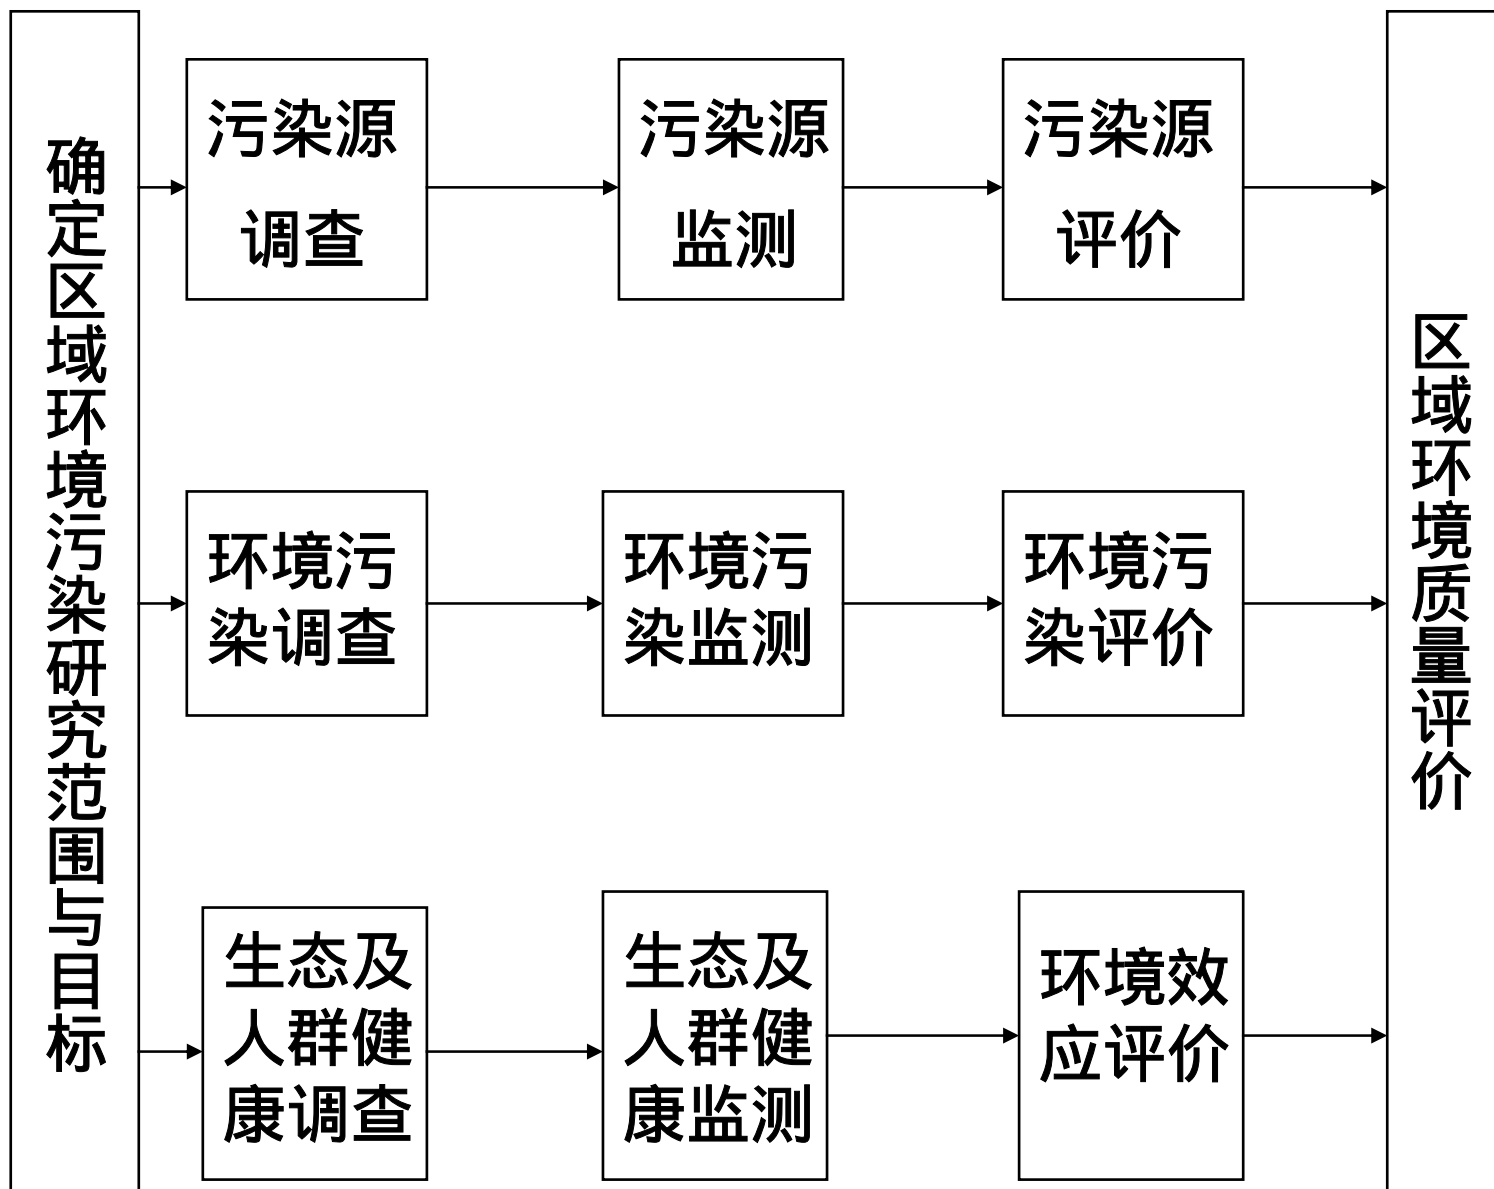 确定区域环境污染研究范围与目标
污染源
调查
污染源
监测
污染源
评价
环境污
染调查
环境污
染监测
环境污
染评价
生态及
人群健
康调查
生态及
人群健
康监测
环境效
应评价
区域环境质量评价